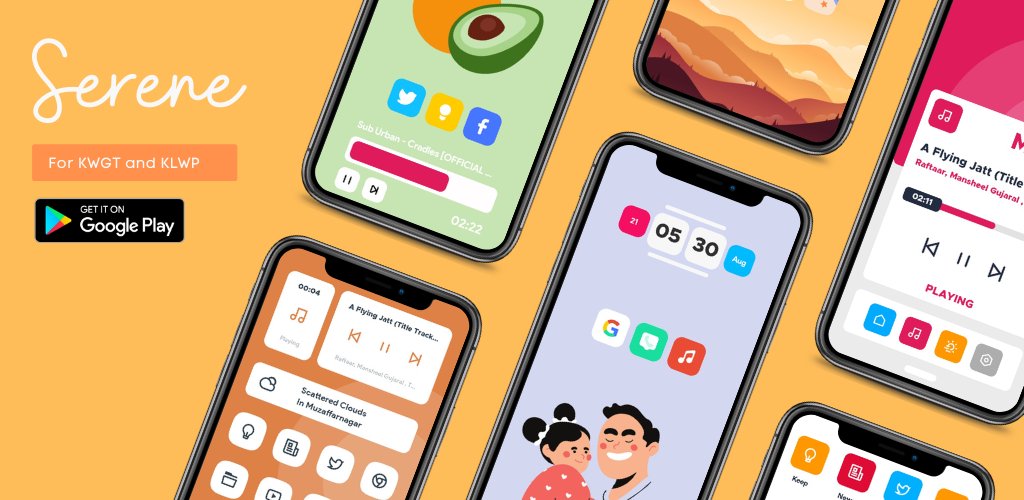 Serene
For KWGT and KLWP
GET IT ON
Google Play
Sub Urban - Cradles [OFFICIAL ...
02:22
21
05
30
Aug
A Flying Jatt (Title
Raftaar, Mansheel Gujaral ,
02:11
PLAYING
00:04
Playing
A Flying Jatt (Title Track...
Raftaar, Mansheel Gujaral , T...
Scattered Clouds
In Muzaffarnagar
Keep